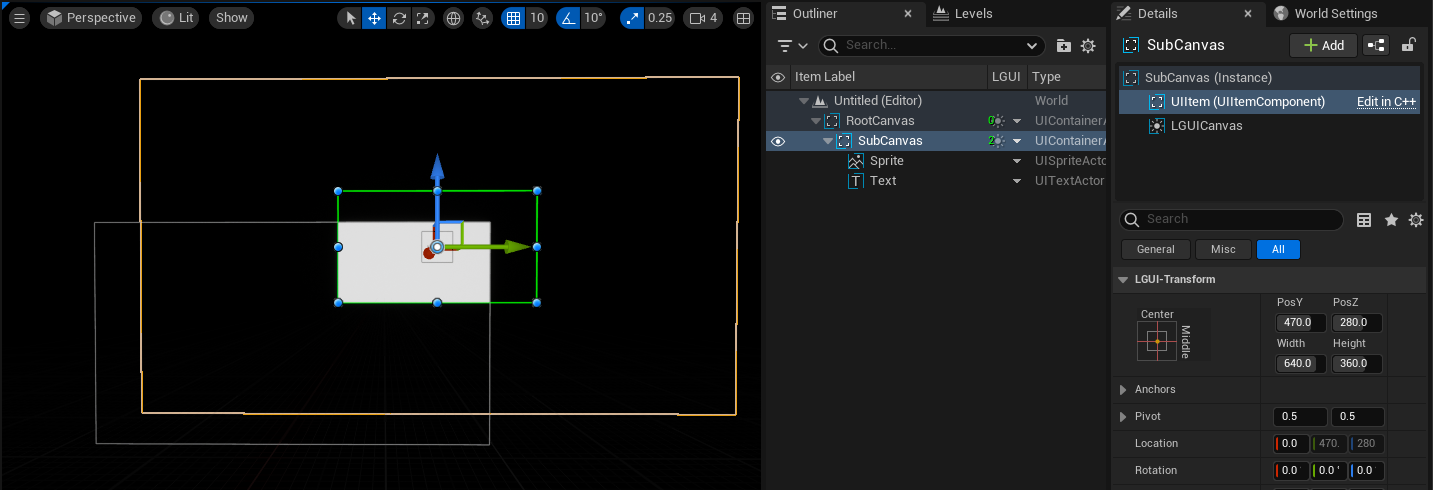 Perspective
Lit
Show
10
10°
0.25
4
Outliner
Levels
Search...
Item Label
LGUI
Type
Untitled (Editor)
World
RootCanvas
0
UIContainerA
SubCanvas
2
UIContainerA
Sprite
UISpriteActo
Text
UITextActor
Details
World Settings
SubCanvas
Add
SubCanvas (Instance)
UIItem (UIItemComponent)
Edit in C++
LGUICanvas
Search
General
Misc
All
LGUI-Transform
Center
Middle
PosY
PosZ
470.0
280.0
Width
Height
640.0
360.0
Anchors
Pivot
0.5
0.5
Location
0.0
470.
280
Rotation
0.0 °
0.0 °
0.0 °